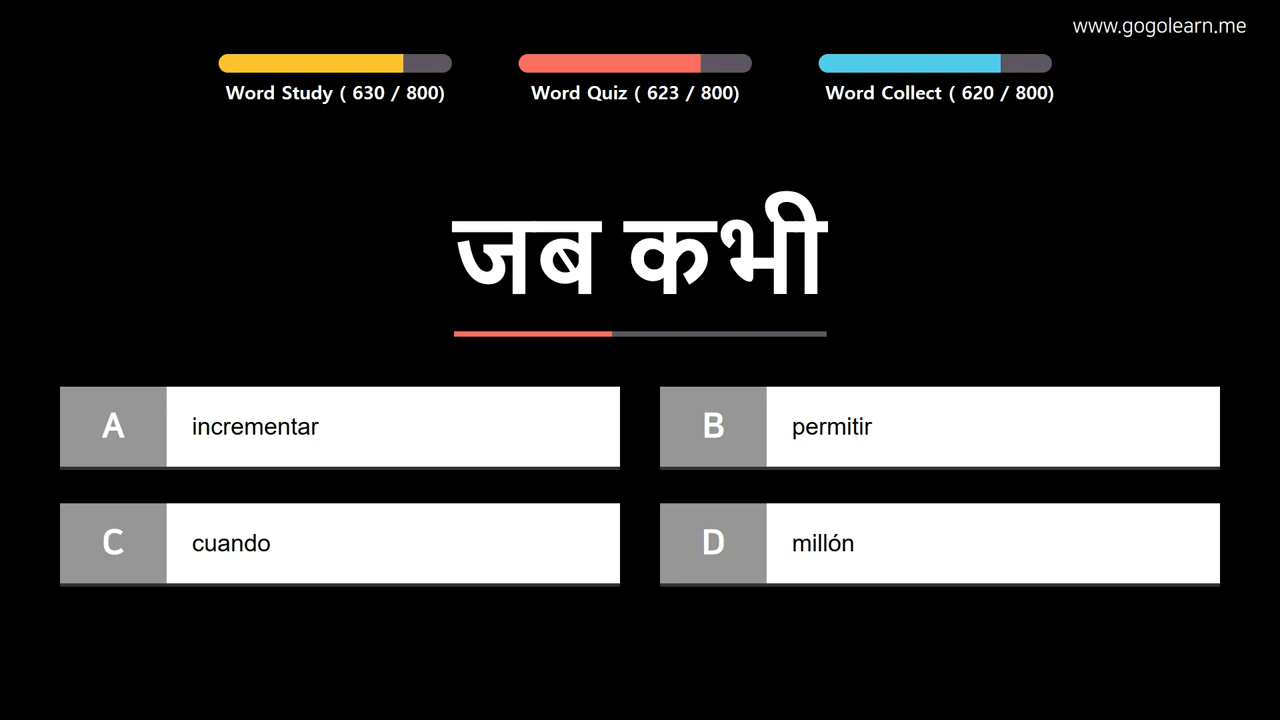 www.gogolearn.me
Word Study ( 630 / 800)
Word Quiz ( 623 / 800)
Word Collect ( 620 / 800)
जब कभी
A incrementar
B permitir
C cuando
D millón